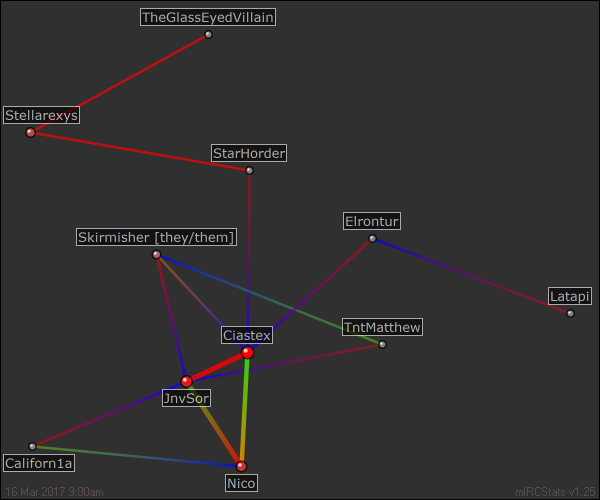 TheGlassEyedVillain
Stellarexys
StarHorder
Elrontur
Skirmisher [they/them]
Latapi
TntMatthew
Ciastex
JnvSor
Californ1a
Nico
16 Mar 2017 9:00am
mIRCStats v1.25